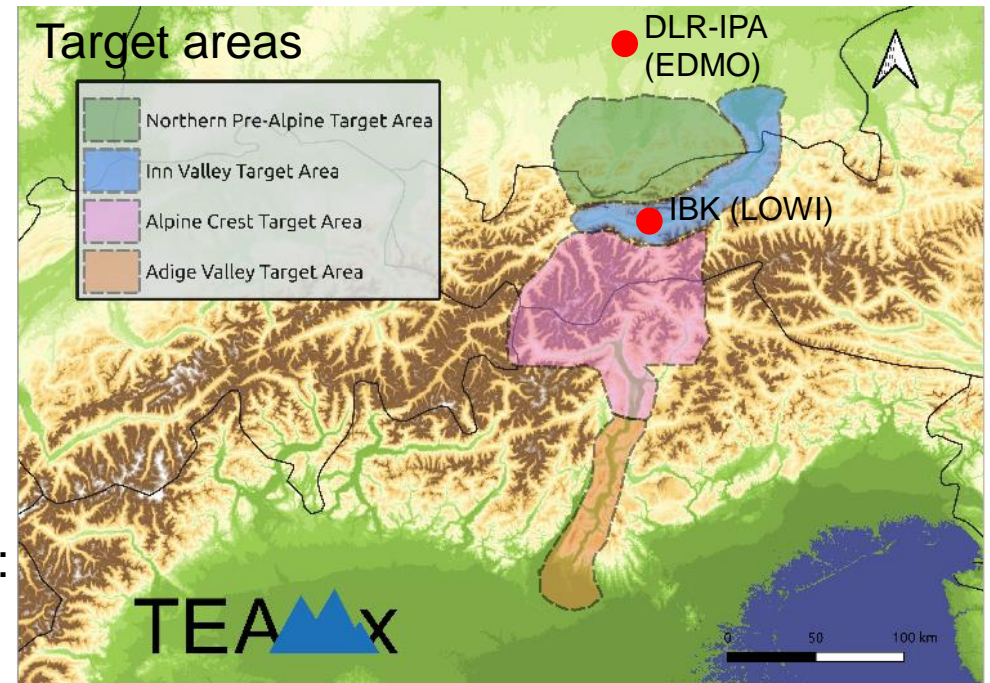 Target areas
DLR-IPA
(EDMO)
Northern Pre-Alpine Target Area
Inn Valley Target Area
Alpine Crest Target Area
Adige Valley Target Area
IBK (LOWI)
:
TEAMx
0 50 100 km